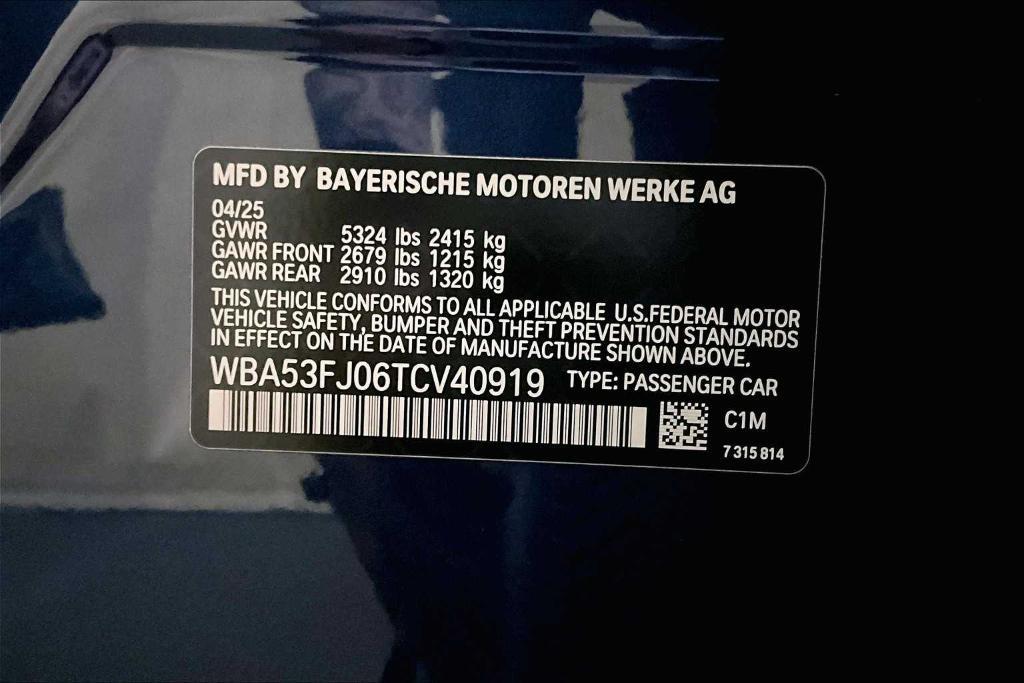 MFD BY BAYERISCHE MOTOREN WERKE AG
04/25
GVWR 5324 lbs 2415 kg
GAWR FRONT 2679 lbs 1215 kg
GAWR REAR 2910 lbs 1320 kg
THIS VEHICLE CONFORMS TO ALL APPLICABLE U.S.FEDERAL MOTOR
VEHICLE SAFETY, BUMPER AND THEFT PREVENTION STANDARDS
IN EFFECT ON THE DATE OF MANUFACTURE SHOWN ABOVE.
WBA53FJ06TCV40919 TYPE: PASSENGER CAR
C1M
7 315 814